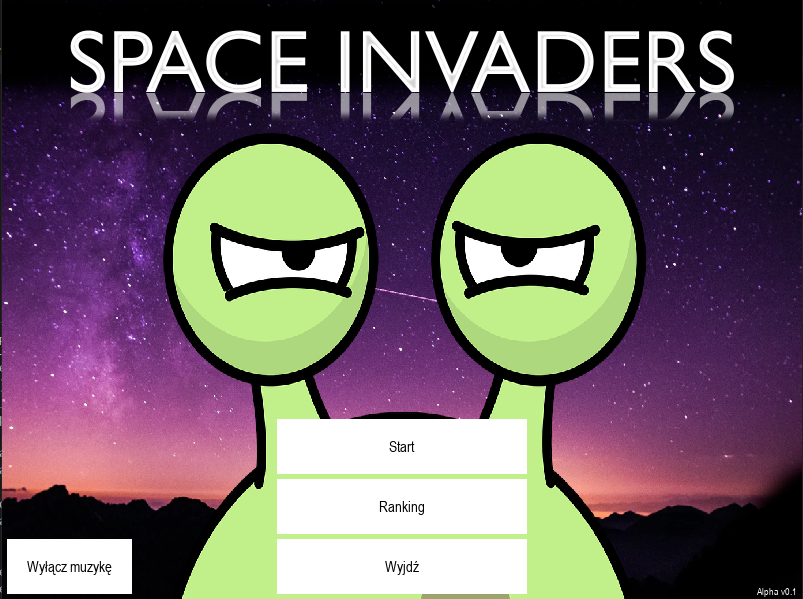 SPACE INVADERS
Start
Ranking
Wyjdź
Wyłącz muzykę
Alpha v0.1